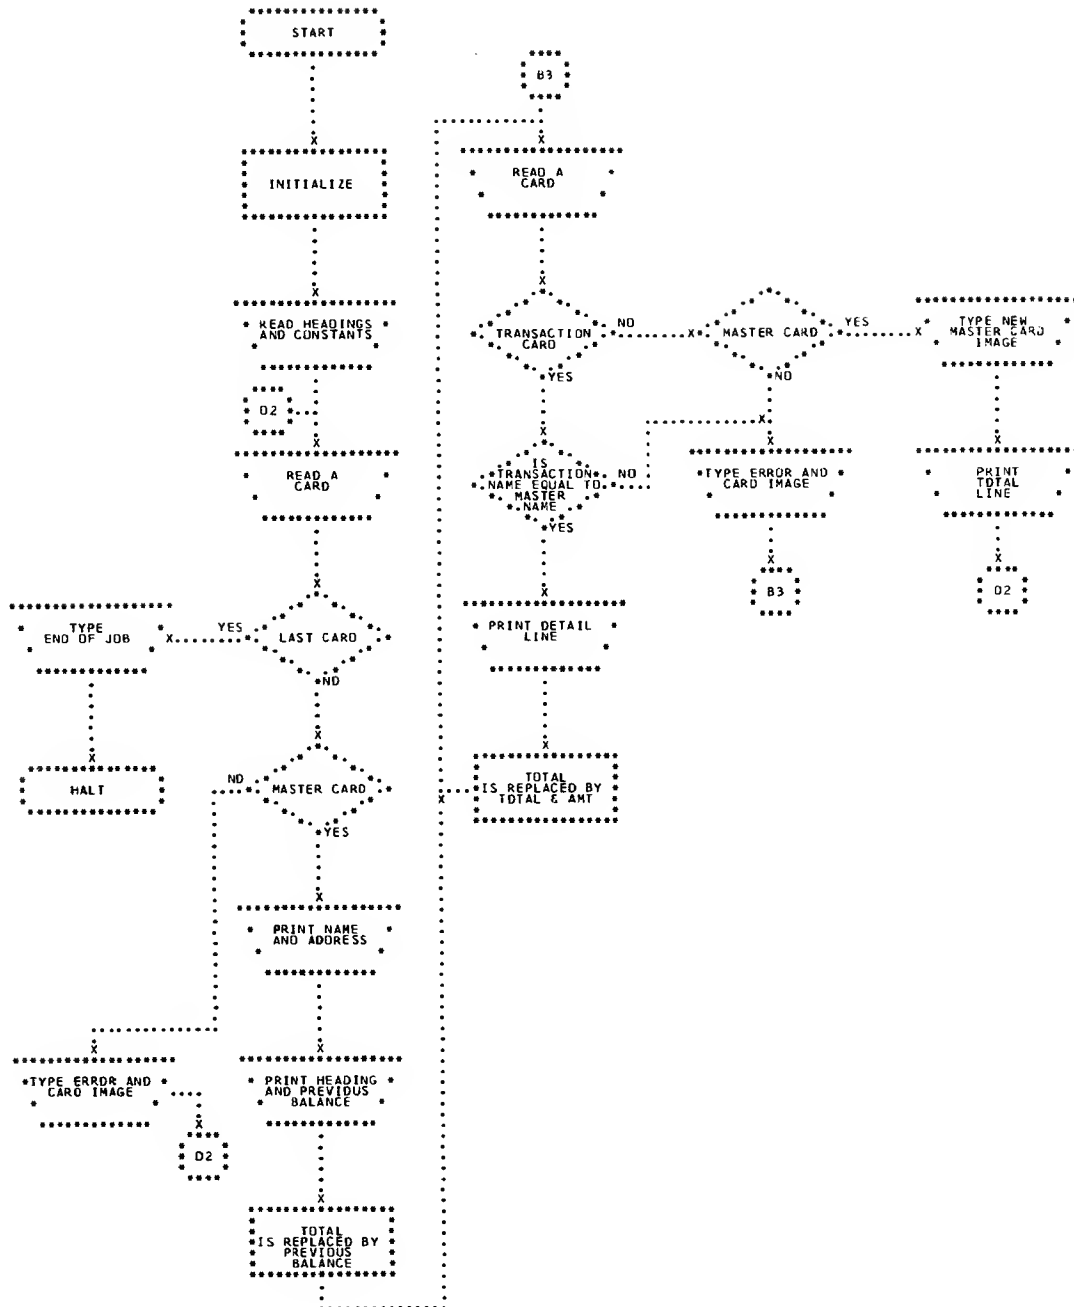 START
INITIALIZE
READ HEADINGS
AND CONSTANTS
D2
READ A
CARD
LAST CARD
YES
NO
TYPE
END OF JOB
HALT
MASTER CARD
NO
YES
PRINT NAME
AND ADDRESS
TYPE ERROR AND
CARD IMAGE
D2
PRINT HEADING
AND PREVIOUS
BALANCE
TOTAL
IS REPLACED BY
PREVIOUS
BALANCE
B3
READ A
CARD
TRANSACTION
CARD
NO
YES
MASTER CARD
YES
NO
TYPE NEW
MASTER CARD
IMAGE
IS
TRANSACTION
NAME EQUAL TO
MASTER
NAME
NO
YES
TYPE ERROR AND
CARD IMAGE
B3
PRINT
TOTAL
LINE
D2
PRINT DETAIL
LINE
TOTAL
IS REPLACED BY
TOTAL & AMT